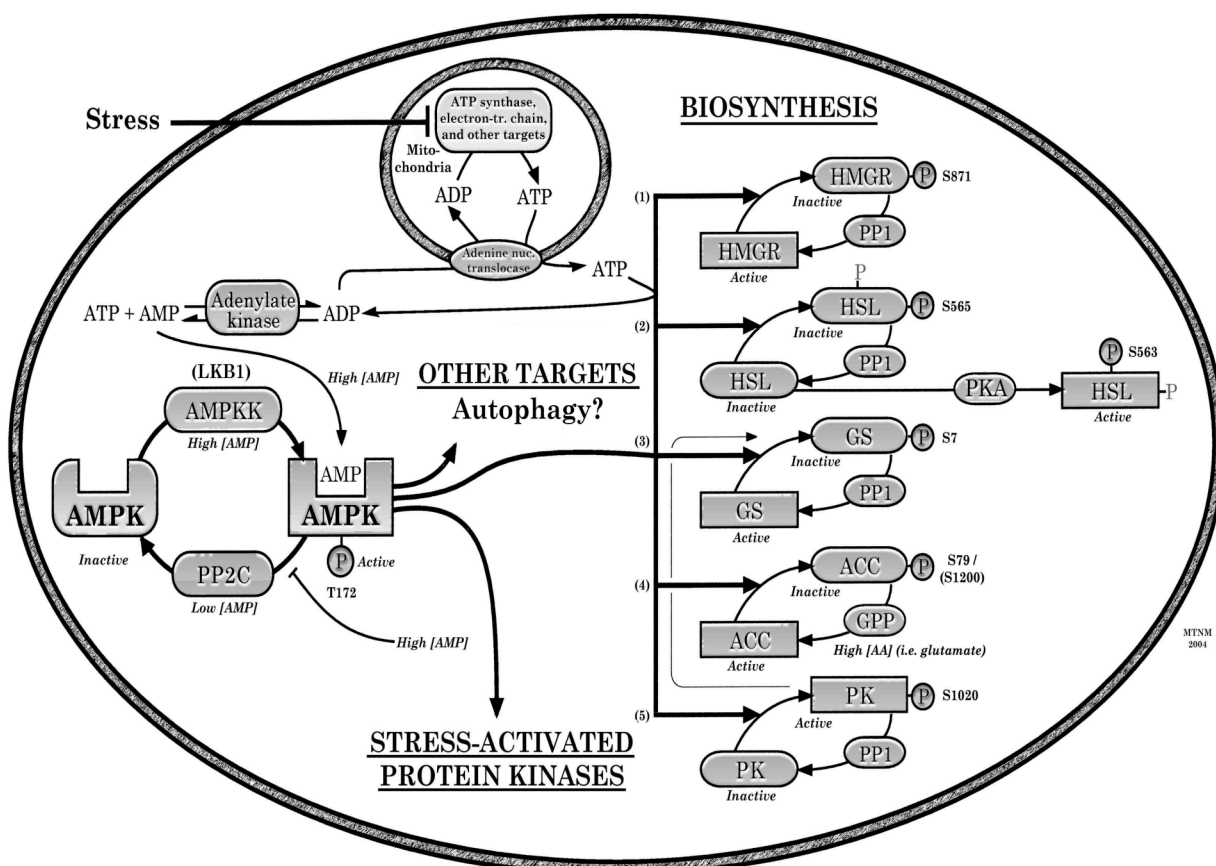 Stress
ATP synthase,
electron-tr. chain,
and other targets
Mito-
chondria
ADP
ATP
Adenine nuc.
translocase
ATP
ATP + AMP
Adenylate
kinase
ADP
High [AMP]
(LKB1)
AMPKK
High [AMP]
AMPK
Inactive
AMP
AMPK
P
Active
T172
PP2C
Low [AMP]
High [AMP]
OTHER TARGETS
Autophagy?
STRESS-ACTIVATED
PROTEIN KINASES
BIOSYNTHESIS
(1)
HMGR
P
S871
Inactive
PP1
HMGR
Active
(2)
P
HSL
P
S565
Inactive
PP1
HSL
Inactive
PKA
P
S563
HSL
P
Active
(3)
GS
P
S7
Inactive
PP1
GS
Active
(4)
ACC
P
S79 /
(S1200)
Inactive
GPP
ACC
High [AA] (i.e. glutamate)
Active
(5)
PK
P
S1020
Active
PP1
PK
Inactive
MTNM
2004